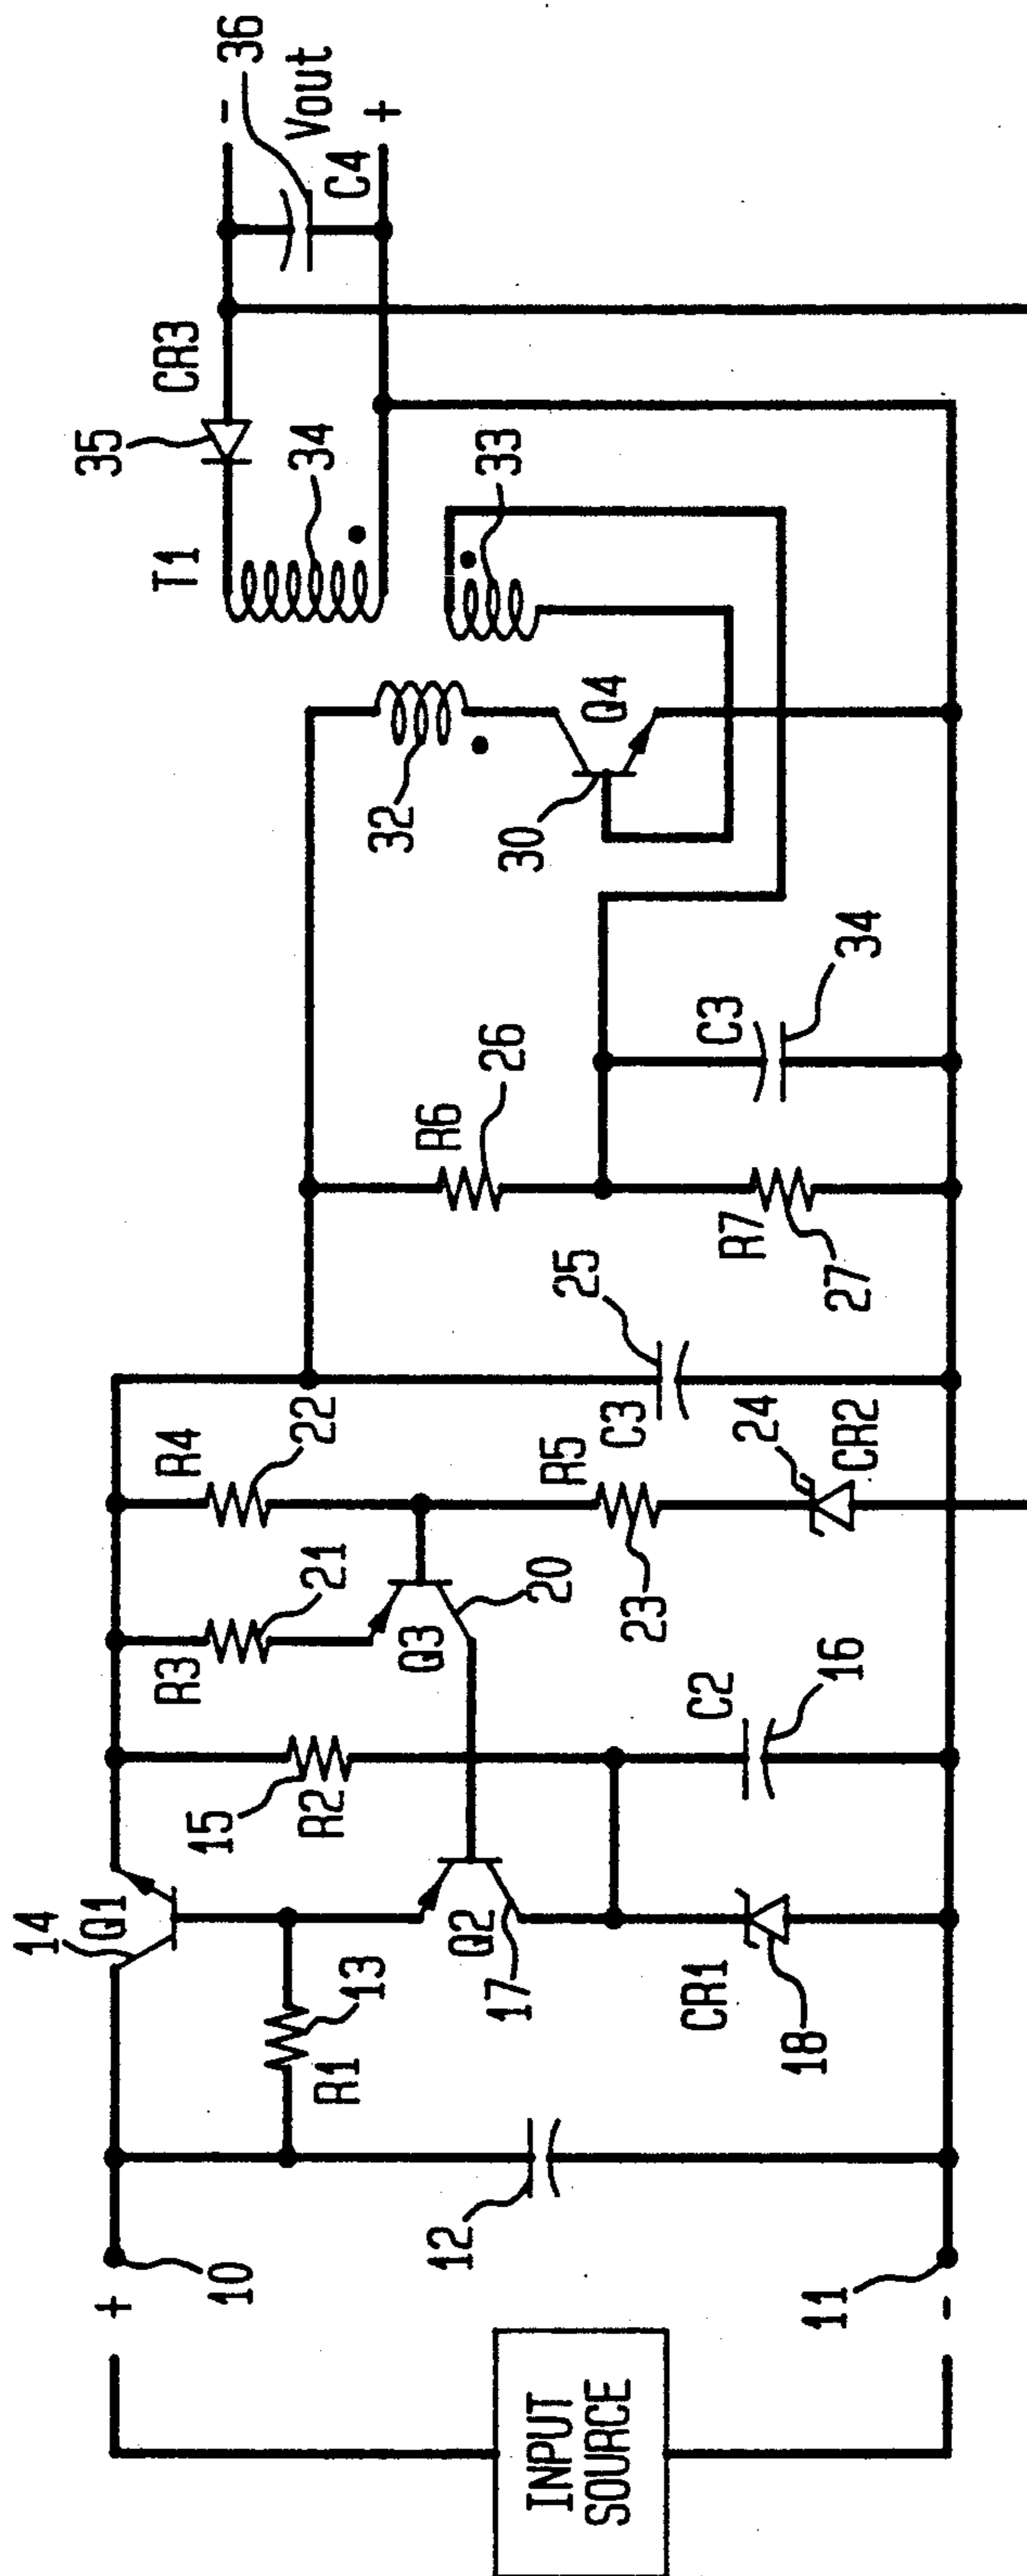 +
10
INPUT
SOURCE
11
-
12
R1
13
14
Q1
15
R2
Q2
17
CR1
18
C2
16
R3
21
Q3
20
R4
22
R5
23
24
CR2
C3
25
R6
26
R7
27
C3
34
32
30
Q4
33
T1
34
35
CR3
-
Vout
+
C4
36